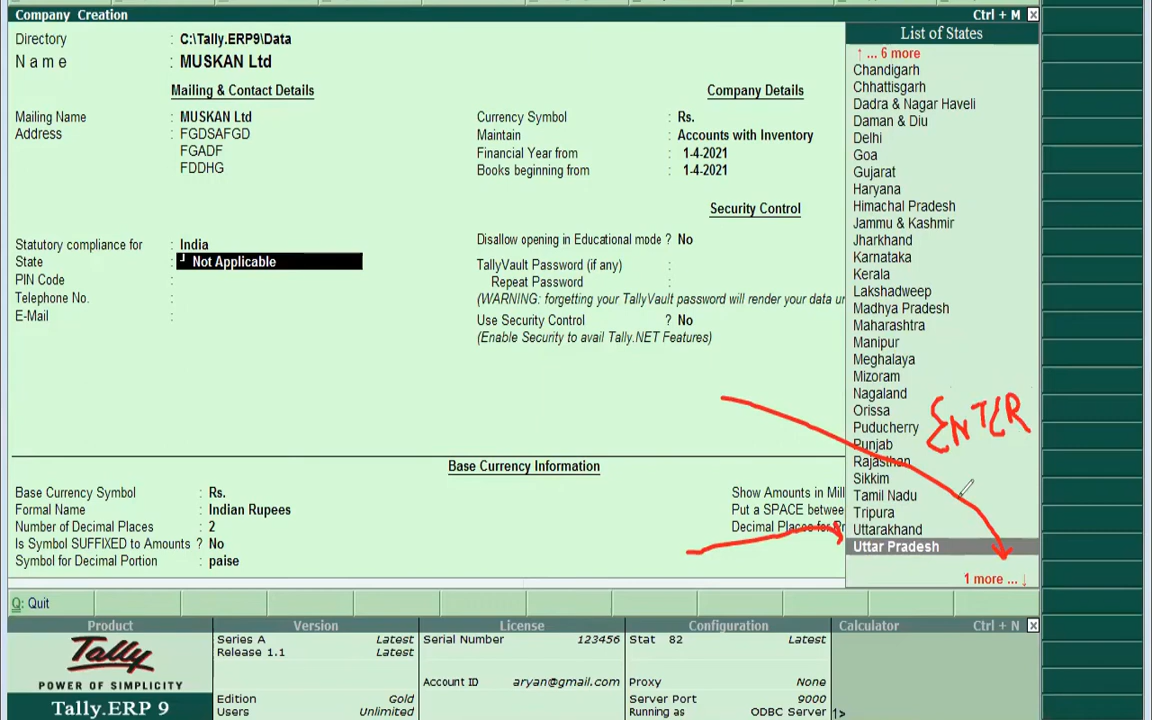 Company Creation
Ctrl + M
Directory : C:\Tally.ERP9\Data
Name : MUSKAN Ltd
Mailing & Contact Details
Mailing Name : MUSKAN Ltd
Address : FGDSAFGD
FGADF
FDDHG
Statutory compliance for : India
State : ┘ Not Applicable
PIN Code :
Telephone No. :
E-Mail :
Company Details
Currency Symbol : Rs.
Maintain : Accounts with Inventory
Financial Year from : 1-4-2021
Books beginning from : 1-4-2021
Security Control
Disallow opening in Educational mode ? No
TallyVault Password (if any) :
Repeat Password :
(WARNING: forgetting your TallyVault password will render your data
Use Security Control ? No
(Enable Security to avail Tally.NET Features)
List of States
↑ ... 6 more
Chandigarh
Chhattisgarh
Dadra & Nagar Haveli
Daman & Diu
Delhi
Goa
Gujarat
Haryana
Himachal Pradesh
Jammu & Kashmir
Jharkhand
Karnataka
Kerala
Lakshadweep
Madhya Pradesh
Maharashtra
Manipur
Meghalaya
Mizoram
Nagaland
Orissa
Puducherry
Punjab
Rajasthan
Sikkim
Tamil Nadu
Tripura
Uttarakhand
Uttar Pradesh
1 more ... ↓
ENTER
Base Currency Information
Base Currency Symbol : Rs.
Formal Name : Indian Rupees
Number of Decimal Places : 2
Is Symbol SUFFIXED to Amounts ? No
Symbol for Decimal Portion : paise
Show Amounts in Mill
Put a SPACE betwee
Decimal Places for
Q: Quit
Product
Tally
POWER OF SIMPLICITY
Tally.ERP 9
Version
Series A Latest
Release 1.1 Latest
Edition Gold
Users Unlimited
License
Serial Number 123456
Account ID aryan@gmail.com
Configuration
Stat 82 Latest
Proxy None
Server Port 9000
Running as ODBC Server
Calculator Ctrl + N
1>